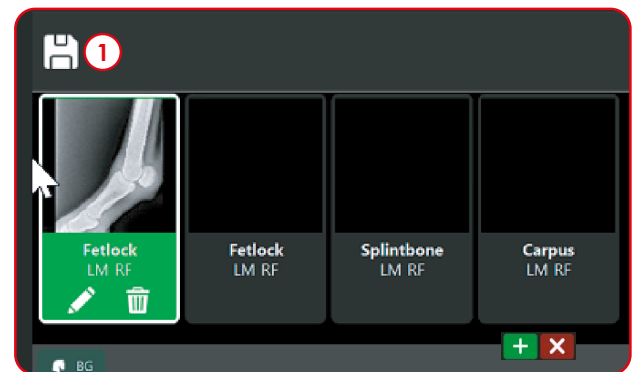 1
Fetlock
LM RF
Fetlock
LM RF
Splintbone
LM RF
Carpus
LM RF
BG